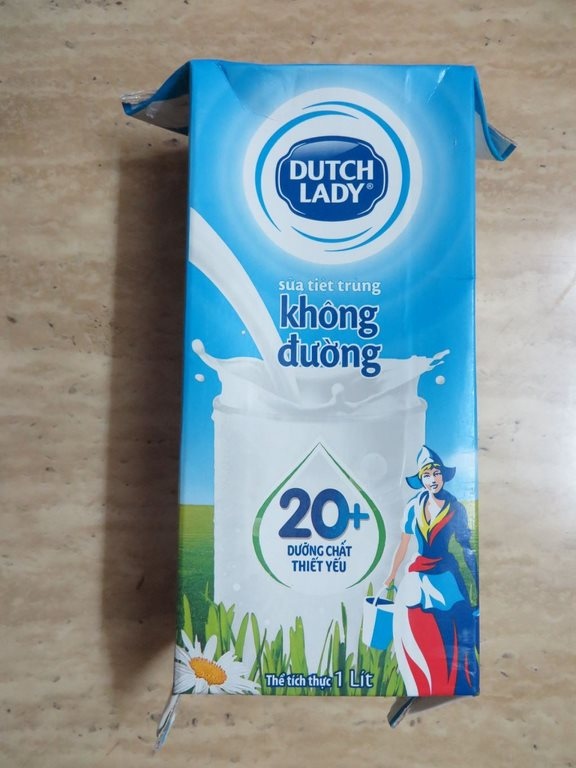 DUTCH
LADY®
sữa tiệt trùng
không
đường
20+
DƯỠNG CHẤT
THIẾT YẾU
Thể tích thực 1 Lít